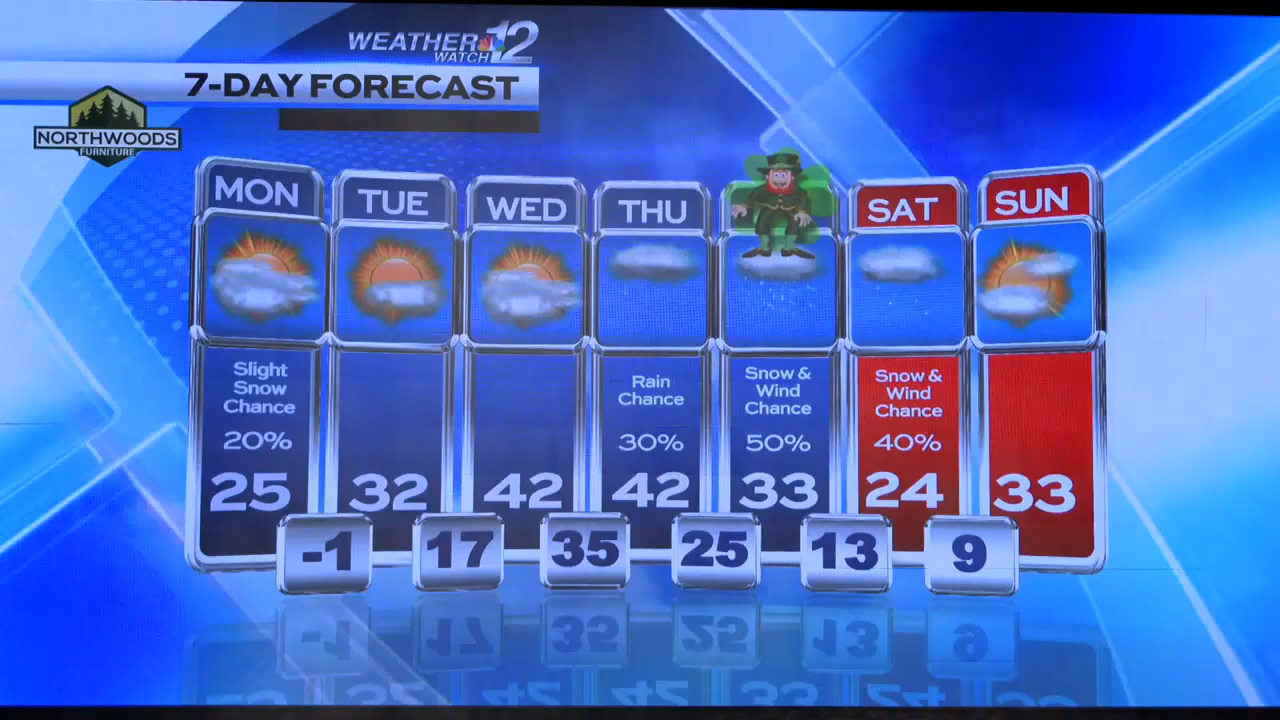 WEATHER 12
WATCH
7-DAY FORECAST
NORTHWOODS
FURNITURE
MON
TUE
WED
THU
SAT
SUN
Slight
Snow
Chance
20%
25
32
42
Rain
Chance
30%
42
Snow &
Wind
Chance
50%
33
Snow &
Wind
Chance
40%
24
33
-1
17
35
25
13
9